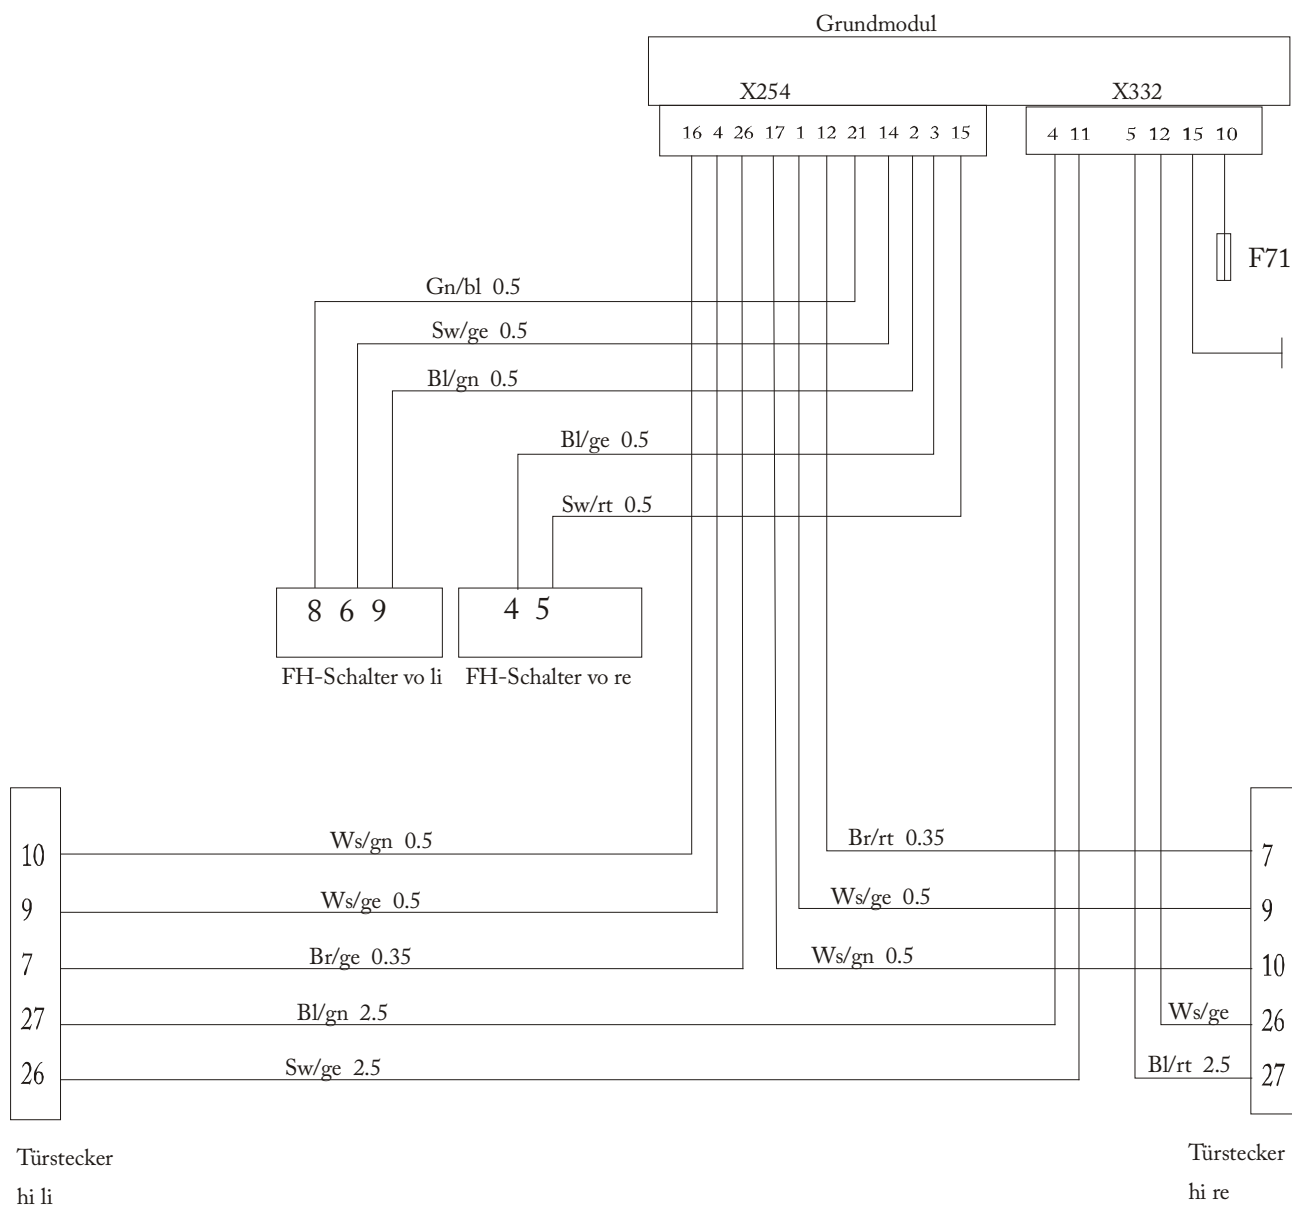 Grundmodul
X254 X332
16 4 26 17 1 12 21 14 2 3 15
4 11 5 12 15 10
F71
Gn/bl 0.5
Sw/ge 0.5
Bl/gn 0.5
Bl/ge 0.5
Sw/rt 0.5
8 6 9
4 5
FH-Schalter vo li
FH-Schalter vo re
10
Ws/gn 0.5
9
Ws/ge 0.5
7
Br/ge 0.35
27
Bl/gn 2.5
26
Sw/ge 2.5
Br/rt 0.35
7
Ws/ge 0.5
9
Ws/gn 0.5
10
Ws/ge
26
Bl/rt 2.5
27
Türstecker
hi li
Türstecker
hi re